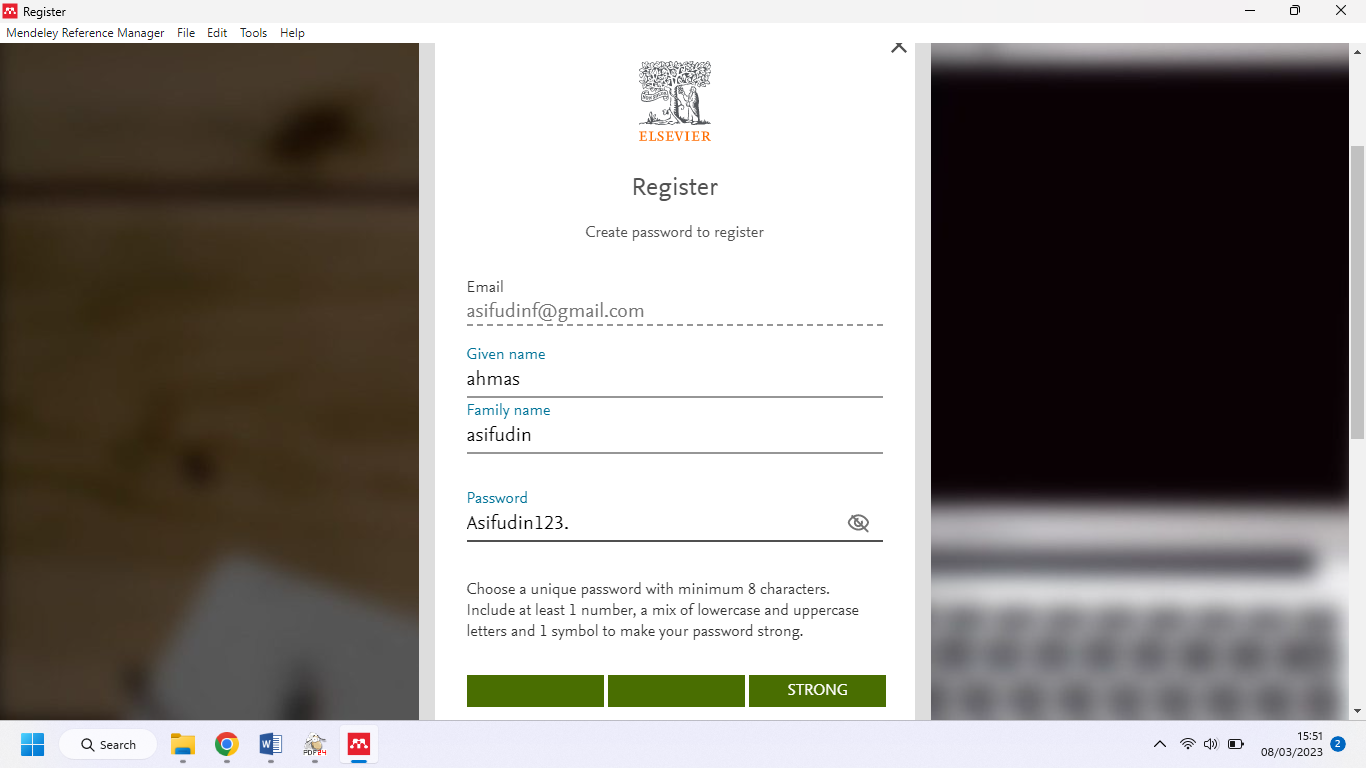 Register
Mendeley Reference Manager File Edit Tools Help
ELSEVIER
Register
Create password to register
Email
asifudinf@gmail.com
Given name
ahmas
Family name
asifudin
Password
Asifudin123.
Choose a unique password with minimum 8 characters.
Include at least 1 number, a mix of lowercase and uppercase
letters and 1 symbol to make your password strong.
STRONG
Search
PDF24
15:51
08/03/2023
2